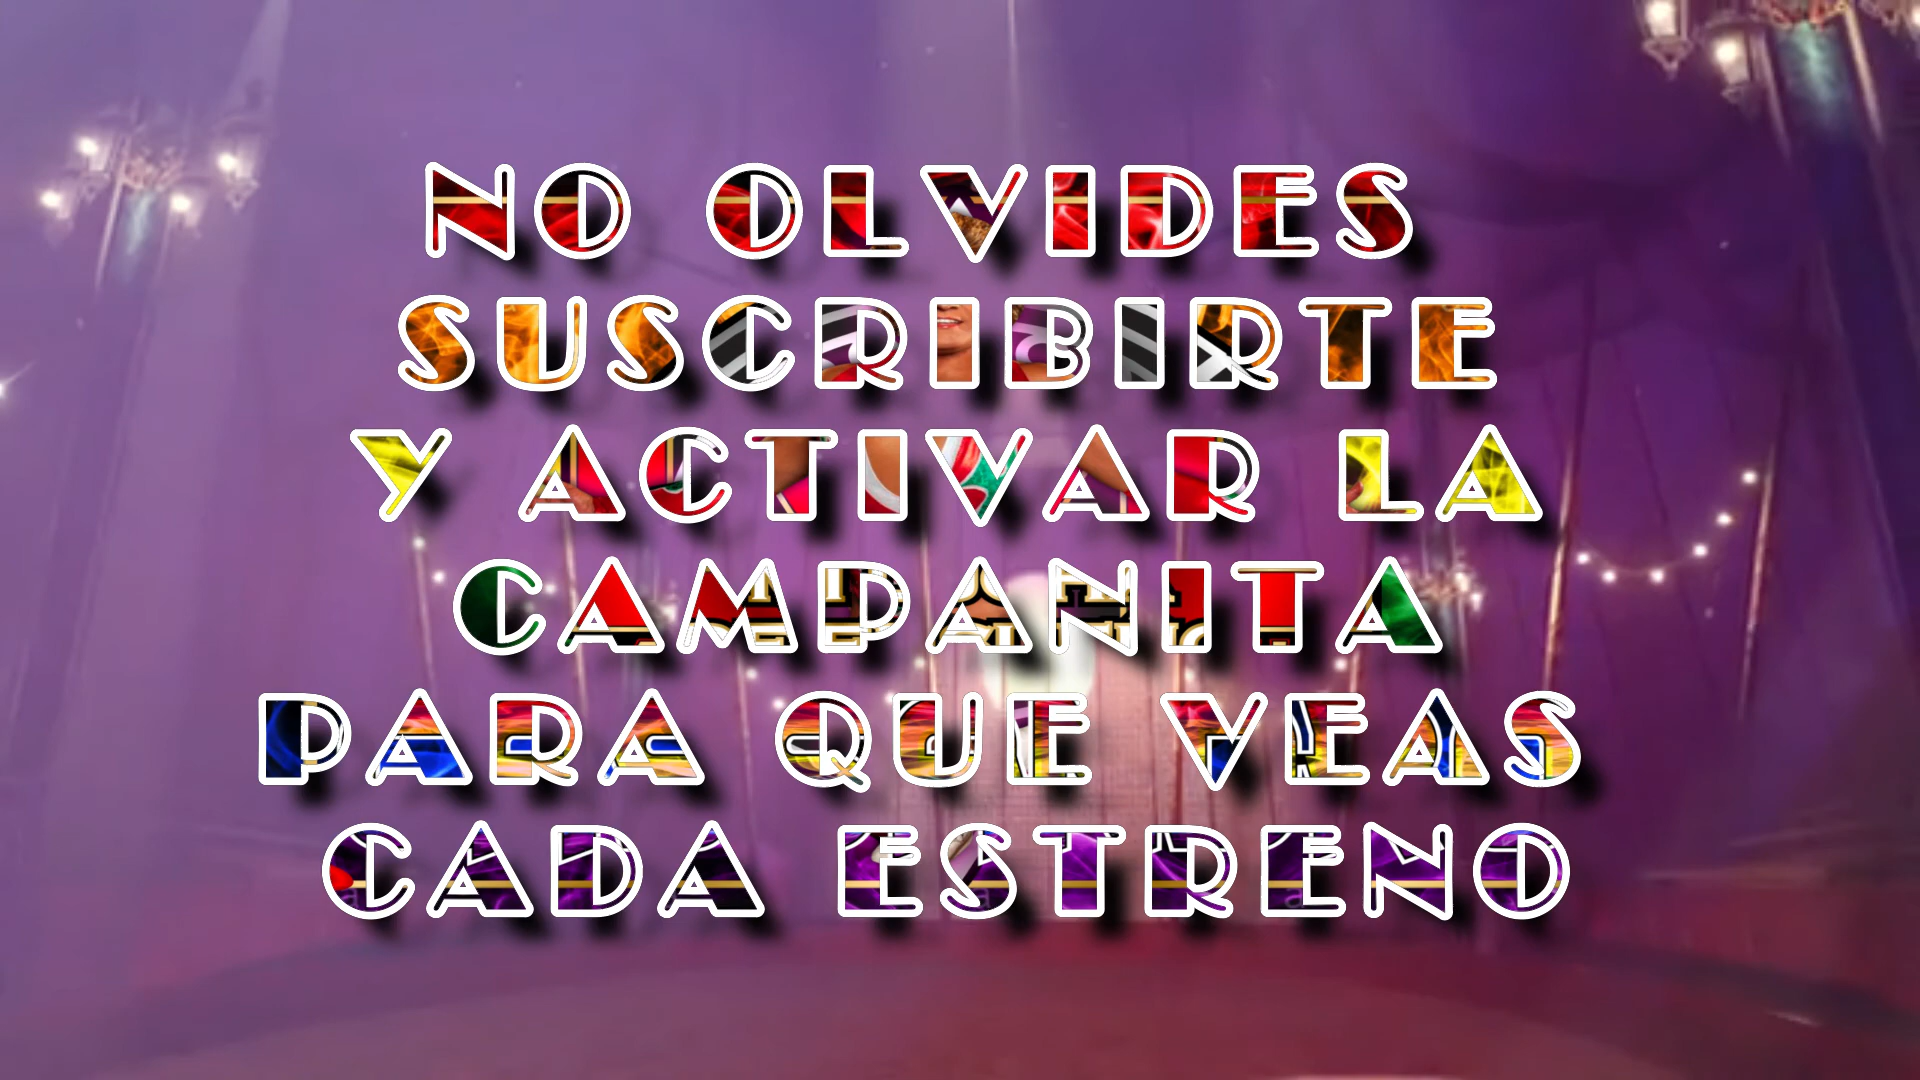 NO OLVIDES
SUSCRIBIRTE
Y ACTIVAR LA
CAMPANITA
PARA QUE VEAS
CADA ESTRENO